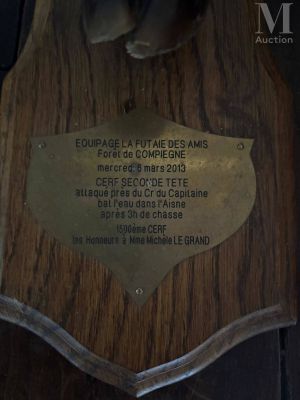 M
Auction
EQUIPAGE LA FUTAIE DES AMIS
Forêt de COMPIEGNE
mercredi 6 mars 2013
CERF SECONDE TETE
attaqué près du Cr du Capitaine
bat l'eau dans l'Aisne
après 3h de chasse
1500ème CERF
les Honneurs à Mme Michèle LE GRAND